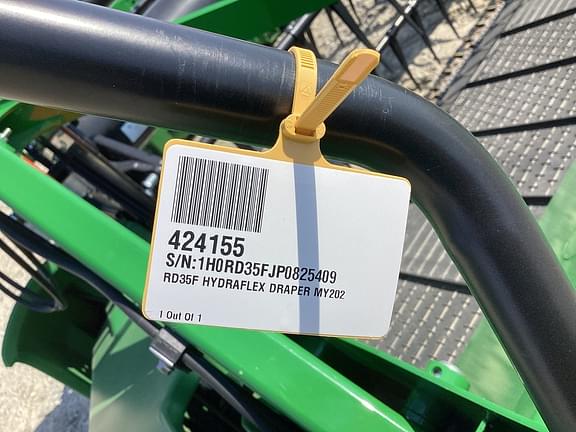 424155
S/N:1H0RD35FJP0825409
RD35F HYDRAFLEX DRAPER MY202
1 Out Of 1